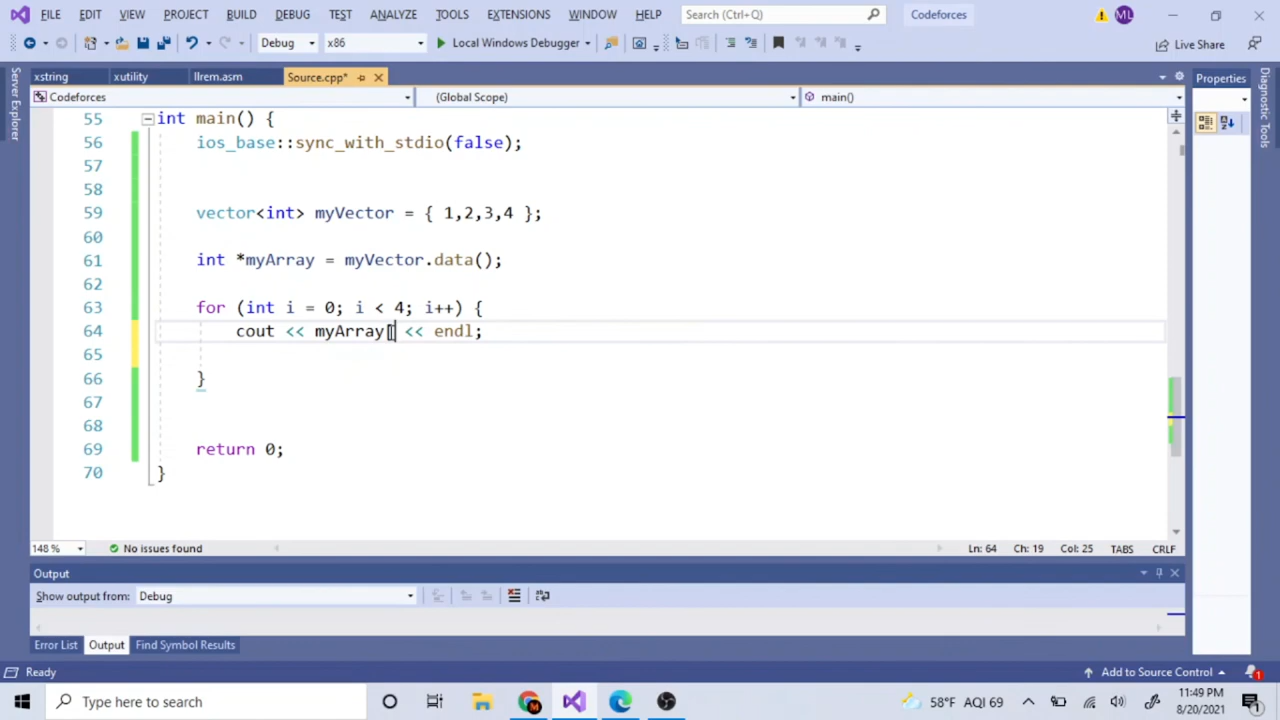 FILE EDIT VIEW PROJECT BUILD DEBUG TEST ANALYZE TOOLS EXTENSIONS WINDOW HELP Search (Ctrl+Q) Codeforces ML
Debug x86 Local Windows Debugger Live Share
xstring xutility llrem.asm Source.cpp* Properties
Codeforces (Global Scope) main()
Server Explorer
Diagnostic Tools
55 int main() {
56 ios_base::sync_with_stdio(false);
57
58
59 vector<int> myVector = { 1,2,3,4 };
60
61 int *myArray = myVector.data();
62
63 for (int i = 0; i < 4; i++) {
64 cout << myArray[] << endl;
65
66 }
67
68
69 return 0;
70 }
148 % No issues found Ln: 64 Ch: 19 Col: 25 TABS CRLF
Output
Show output from: Debug
Error List Output Find Symbol Results
Ready Add to Source Control 1
Type here to search 58°F AQI 69 11:49 PM
8/20/2021 1